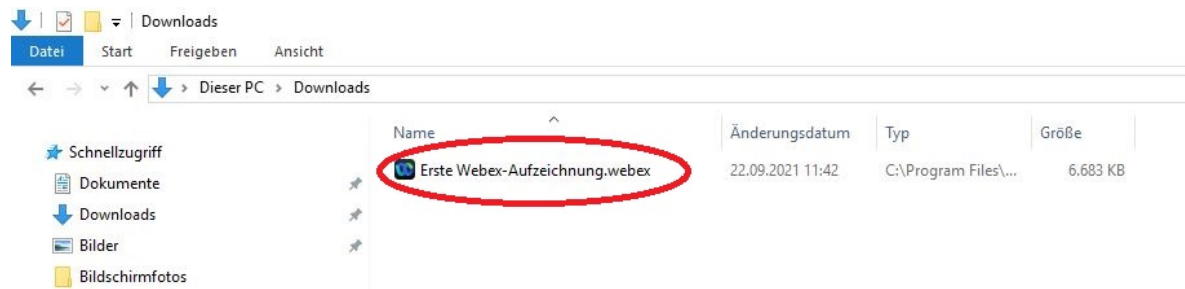 Downloads
Datei Start Freigeben Ansicht
Dieser PC > Downloads
Name Änderungsdatum Typ Größe
Schnellzugriff
Erste Webex-Aufzeichnung.webex 22.09.2021 11:42 C:\Program Files\... 6.683 KB
Dokumente
Downloads
Bilder
Bildschirmfotos